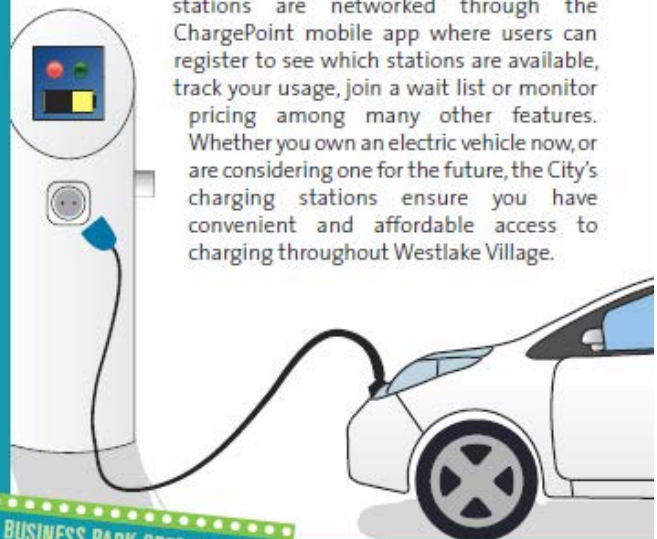 stations are networked through the
ChargePoint mobile app where users can
register to see which stations are available,
track your usage, join a wait list or monitor
pricing among many other features.
Whether you own an electric vehicle now, or
are considering one for the future, the City's
charging stations ensure you have
convenient and affordable access to
charging throughout Westlake Village.
BUSINESS PARK